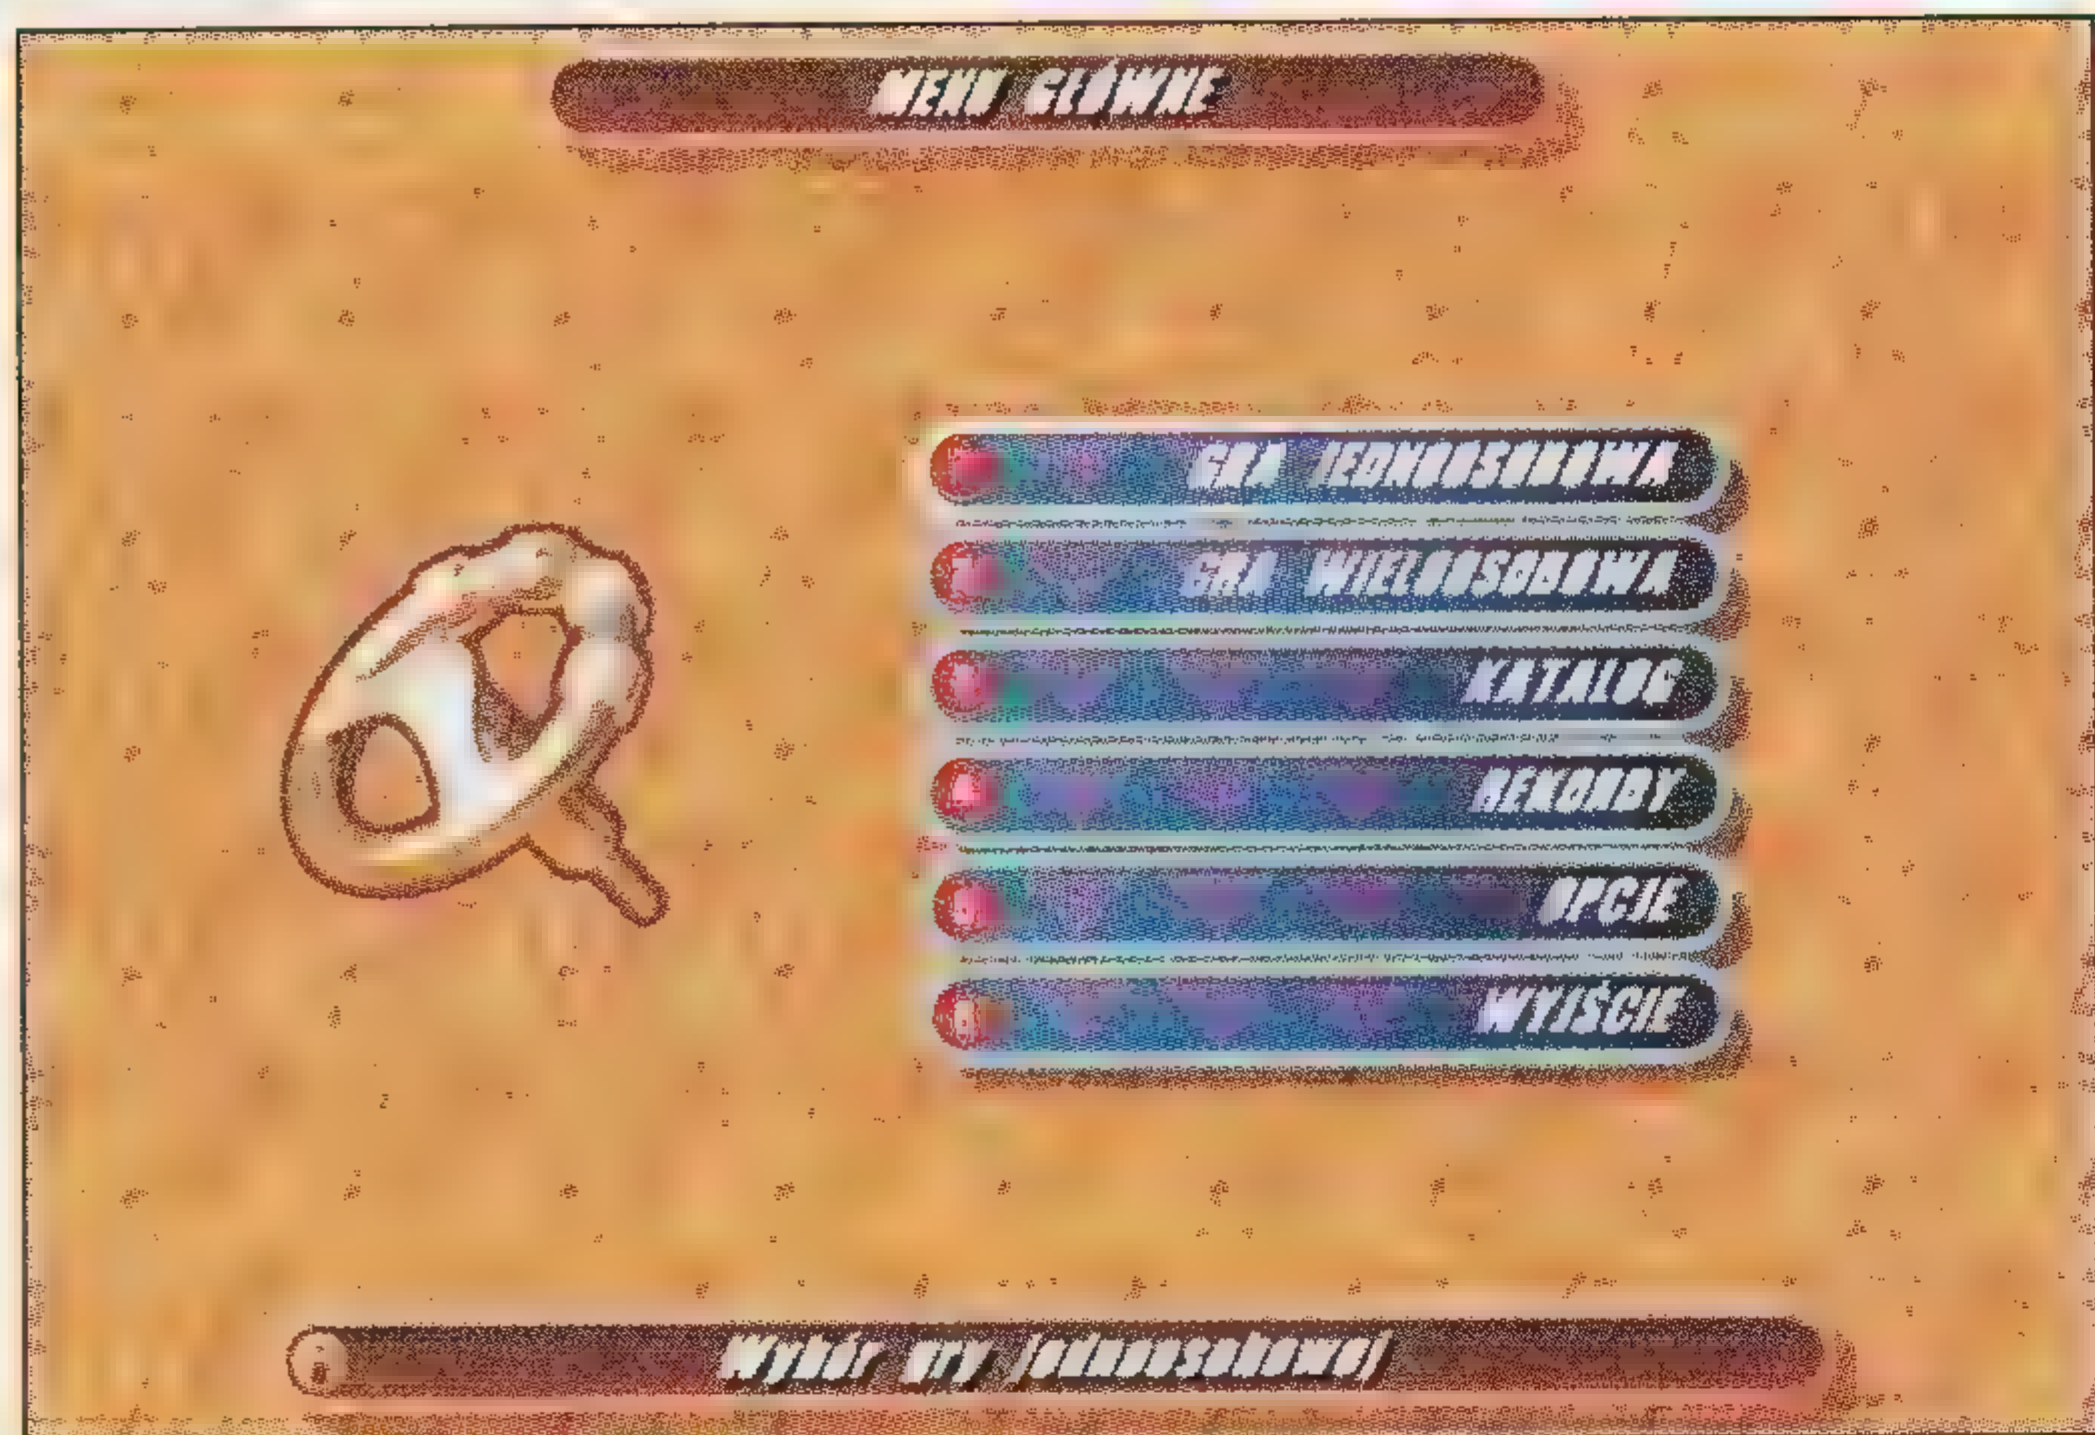 MENU GŁÓWNE
GRA JEDNOOSOBOWA
GRA WIELOOSOBOWA
KATALOG
REKORDY
OPCJE
WYJŚCIE
Wybór gry jednoosobowej